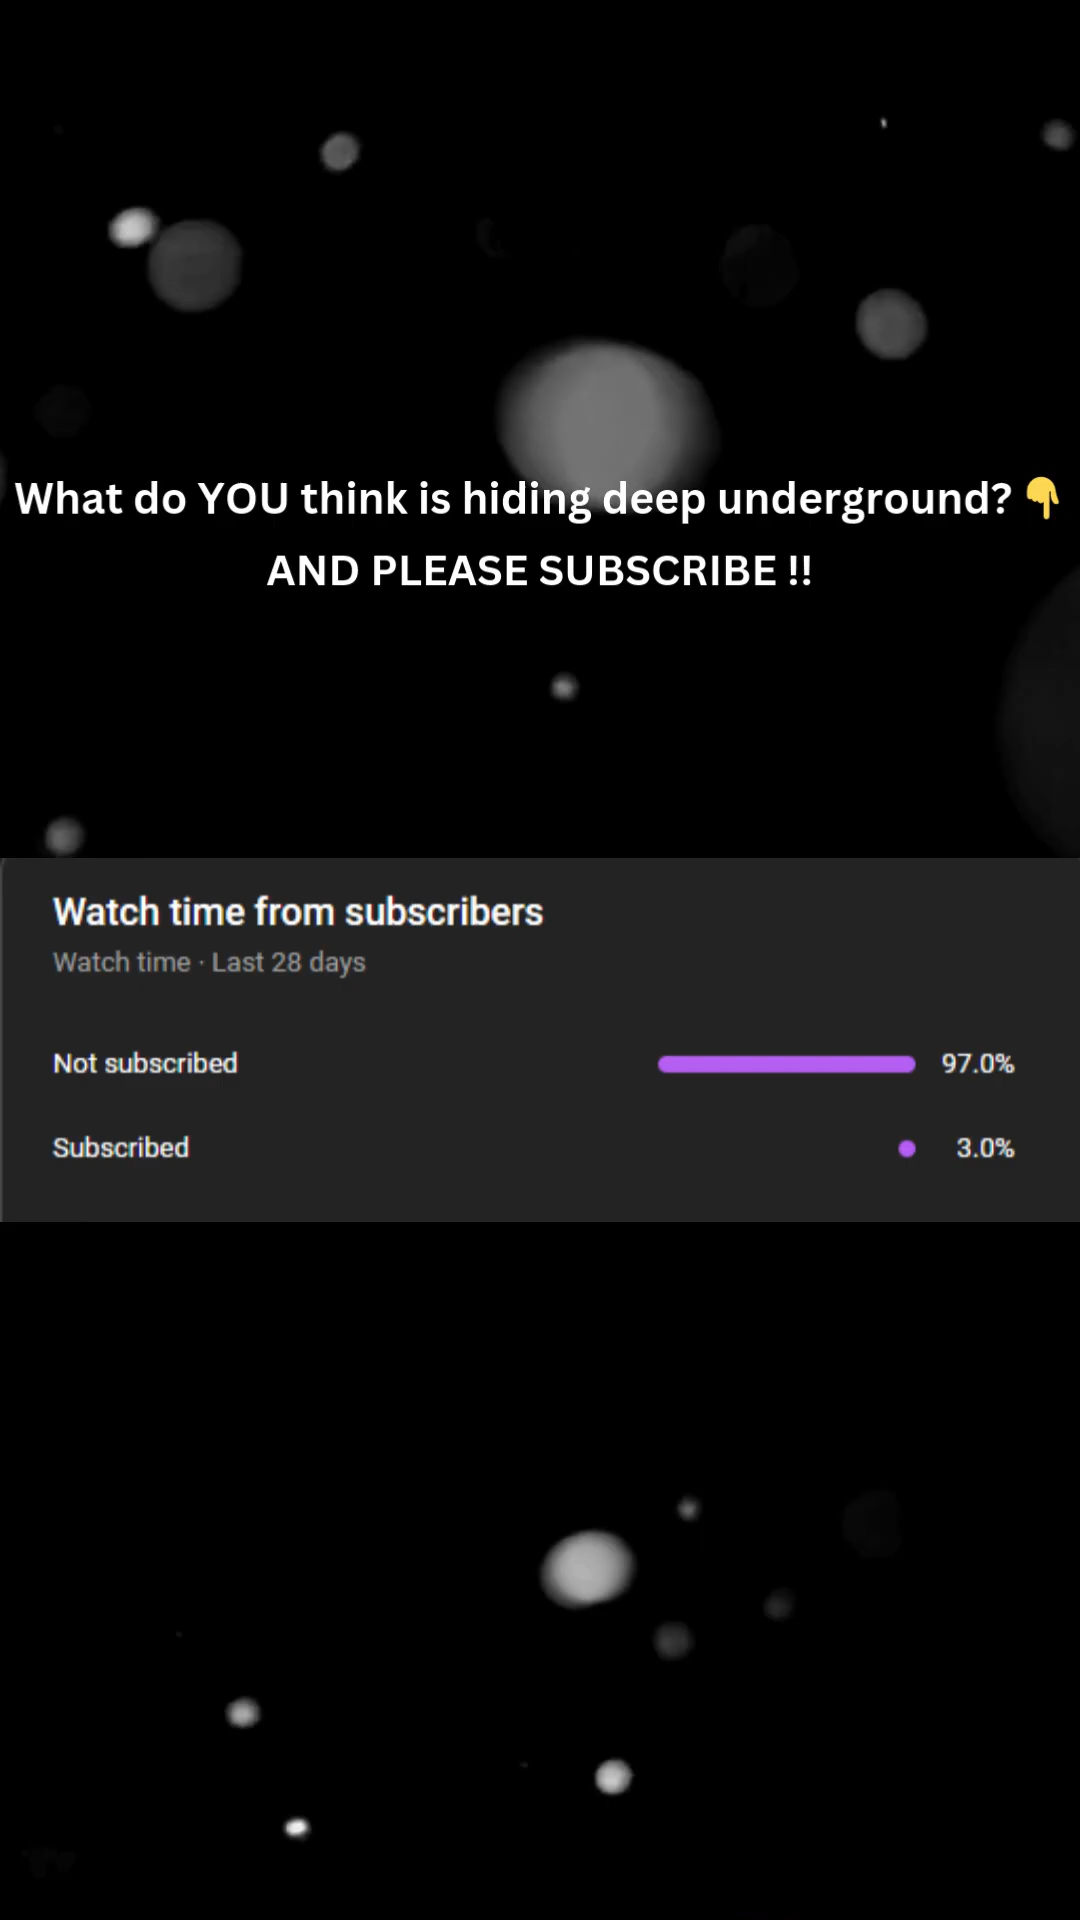 What do YOU think is hiding deep underground? 👇
AND PLEASE SUBSCRIBE !!
Watch time from subscribers
Watch time · Last 28 days
Not subscribed 97.0%
Subscribed 3.0%